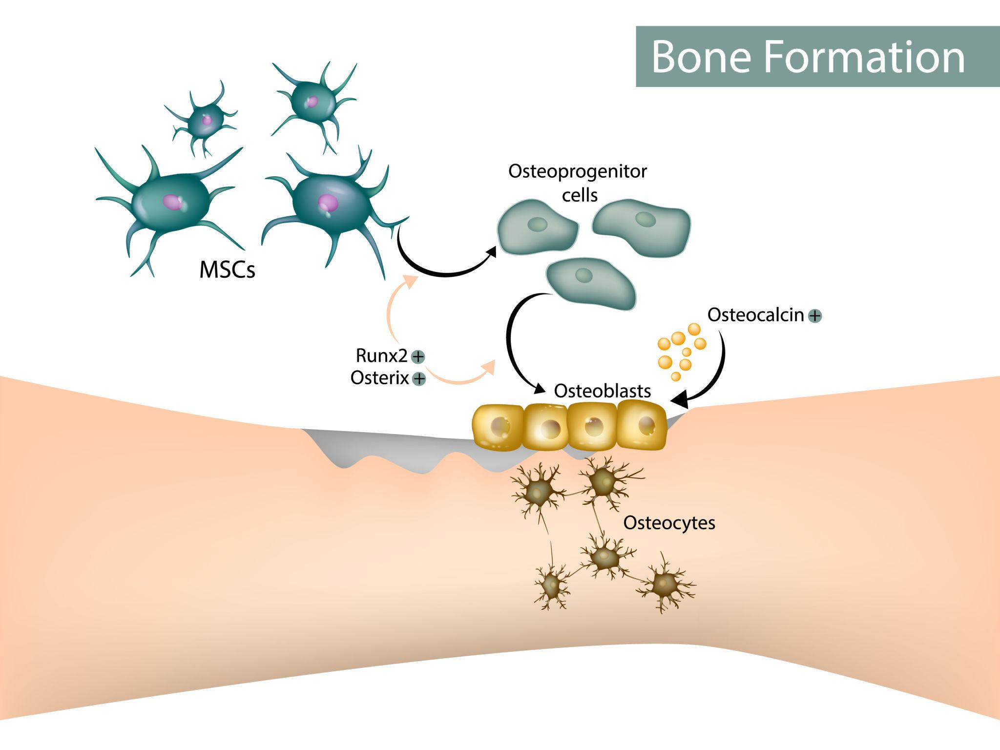 Bone Formation
Osteoprogenitor
cells
MSCs
Osteocalcin +
Runx2 +
Osterix +
Osteoblasts
Osteocytes